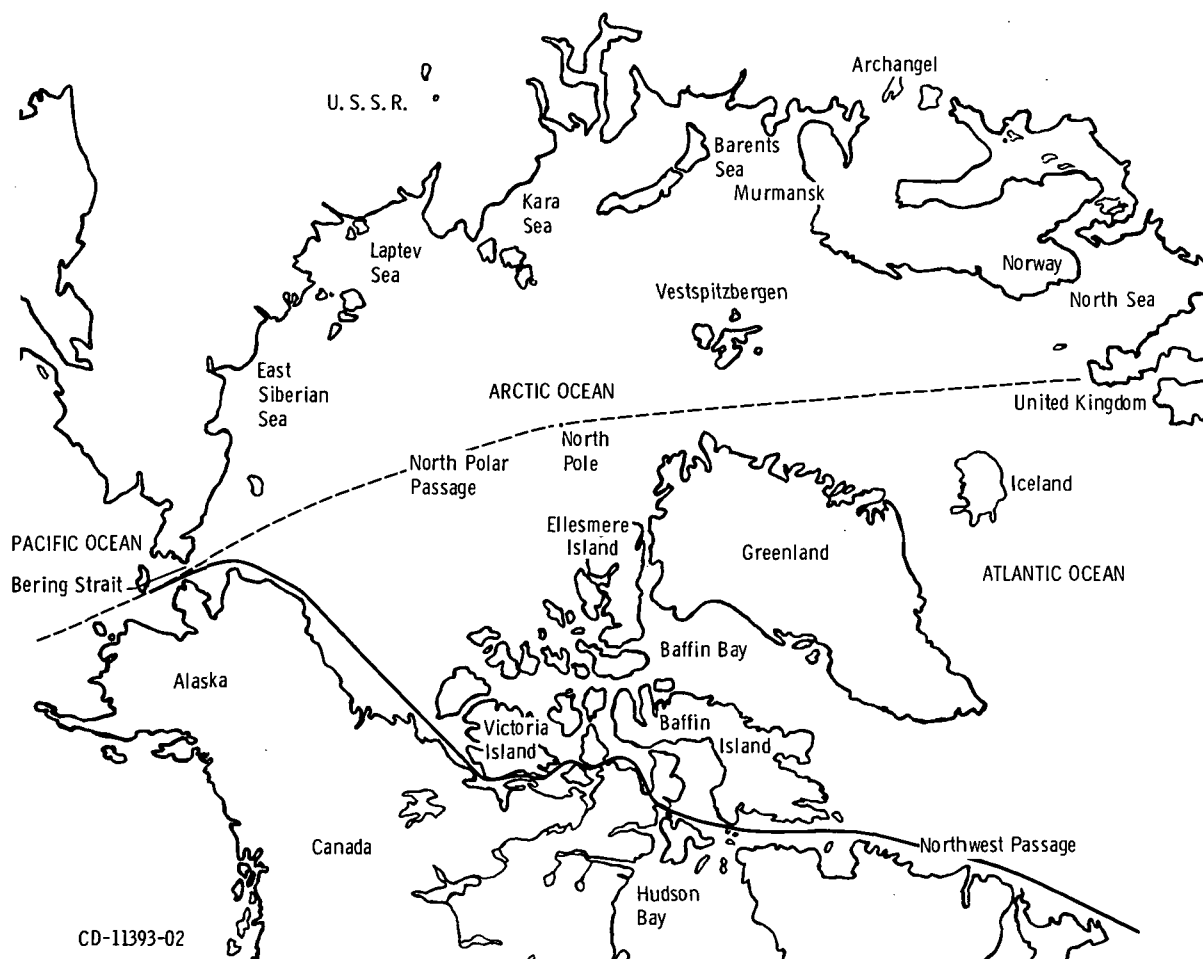 Archangel
U. S. S. R.
Barents
Sea
Murmansk
Kara
Sea
Laptev
Sea
Norway
Vestspitzbergen
North Sea
East
Siberian
Sea
ARCTIC OCEAN
United Kingdom
North
Pole
North Polar
Passage
Iceland
Ellesmere
Island
PACIFIC OCEAN
Greenland
Bering Strait
ATLANTIC OCEAN
Baffin Bay
Alaska
Victoria
Island
Baffin
Island
Canada
Northwest Passage
Hudson
Bay
CD-11393-02